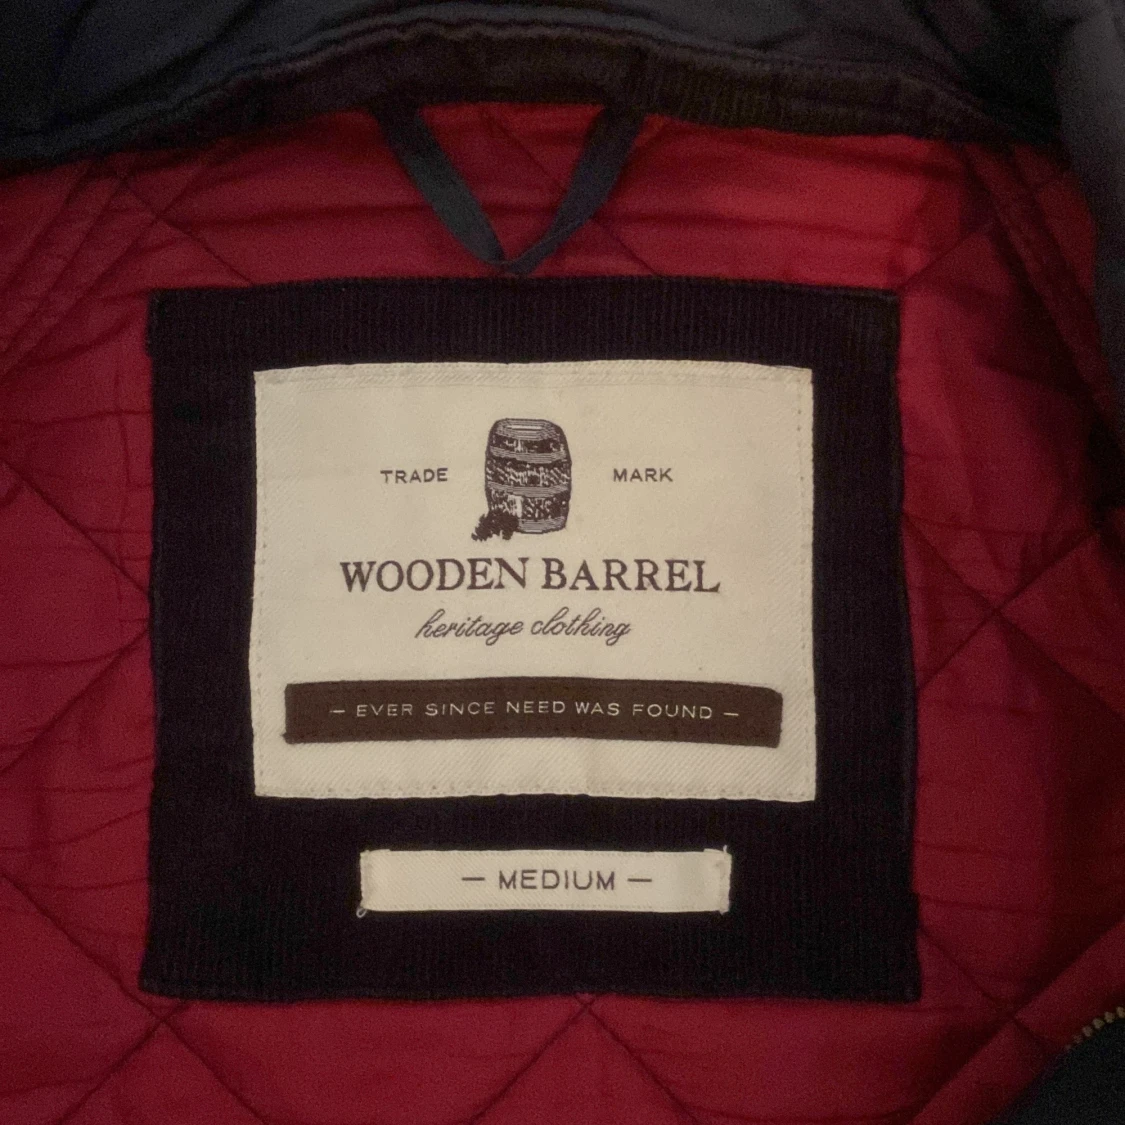 TRADE MARK
WOODEN BARREL
heritage clothing
— EVER SINCE NEED WAS FOUND —
— MEDIUM —